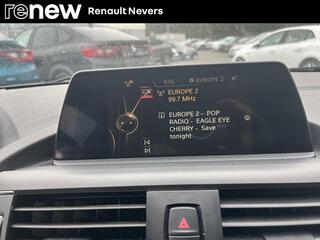 renew Renault Nevers
9:55 EUROPE 2
EUROPE 2
99.7 MHz
EUROPE 2 - POP
RADIO - EAGLE EYE
CHERRY - Save
tonight